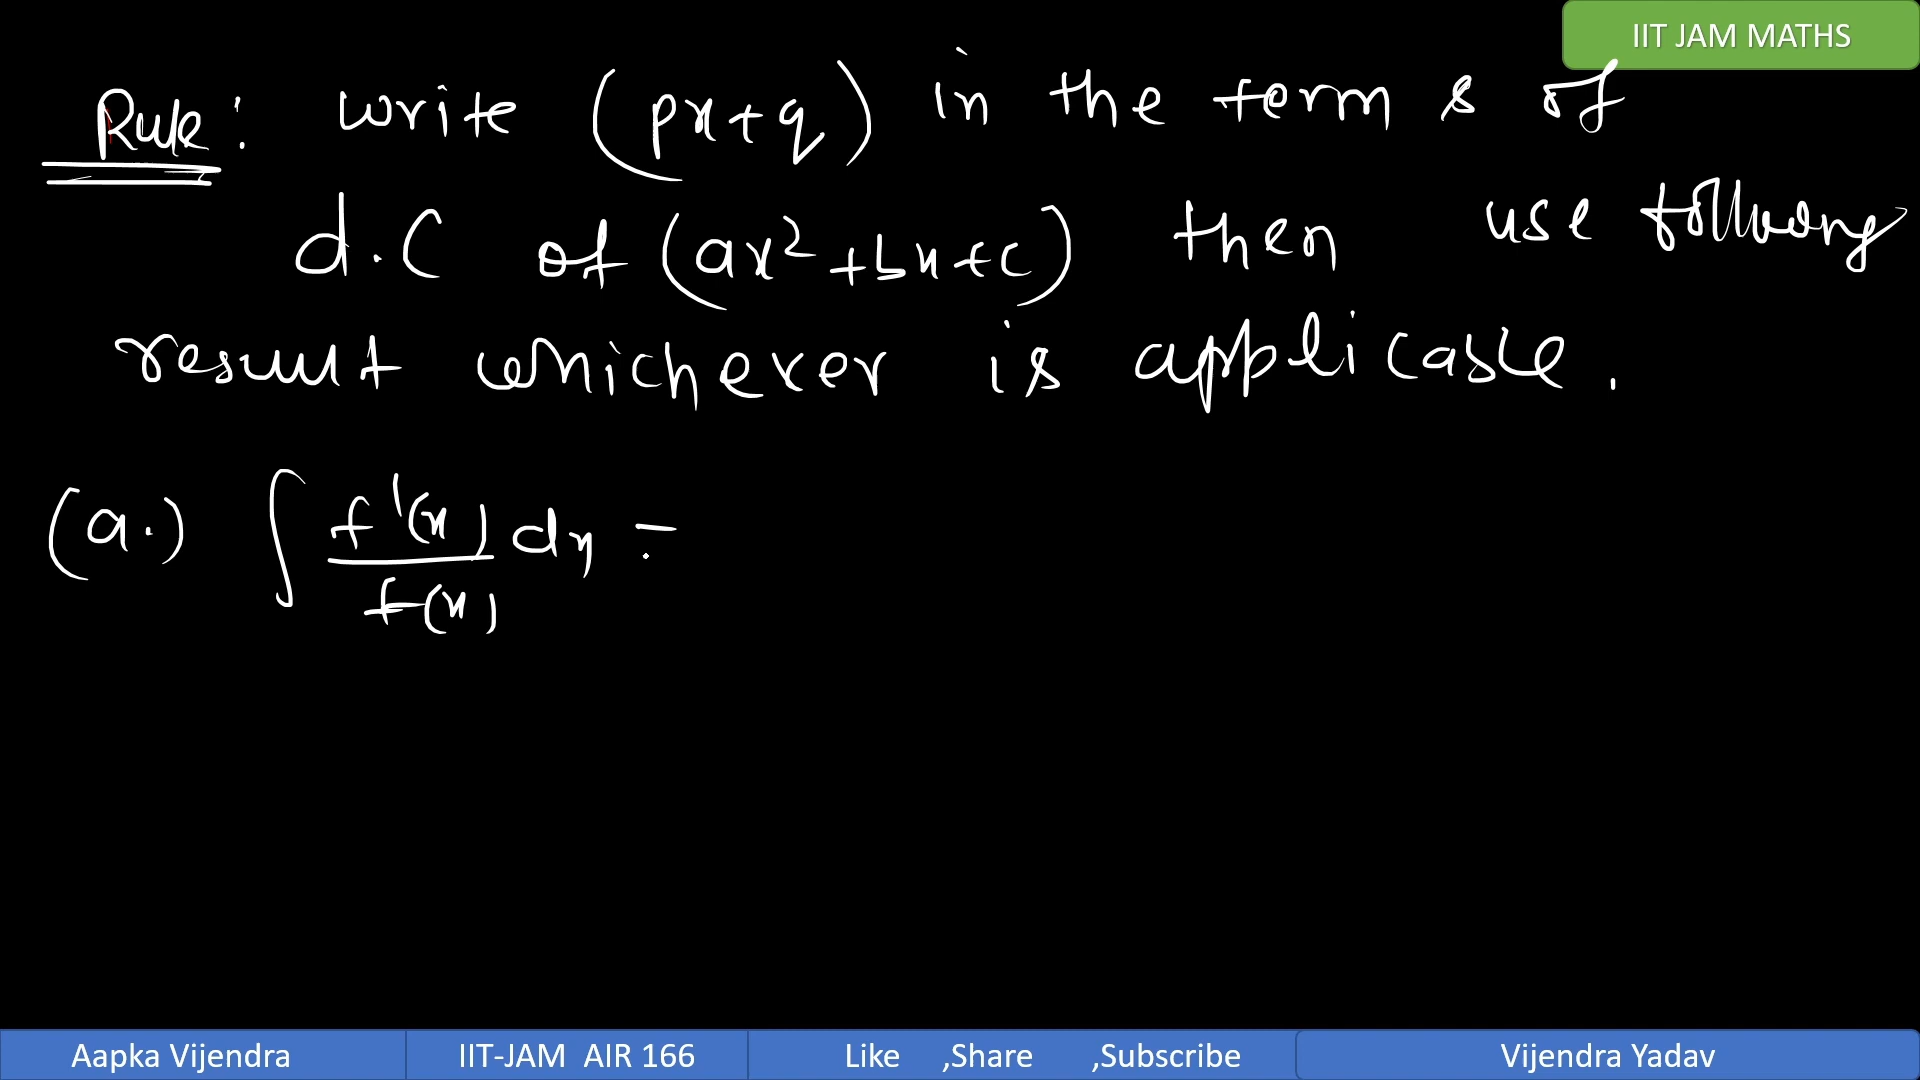 IIT JAM MATHS
Rule: write (px+q) in the terms of
d.c of (ax²+bx+c) then use following
result whichever is applicable.
(a.) ∫ f'(x)/f(x) dx =
Aapka Vijendra IIT-JAM AIR 166 Like ,Share ,Subscribe Vijendra Yadav